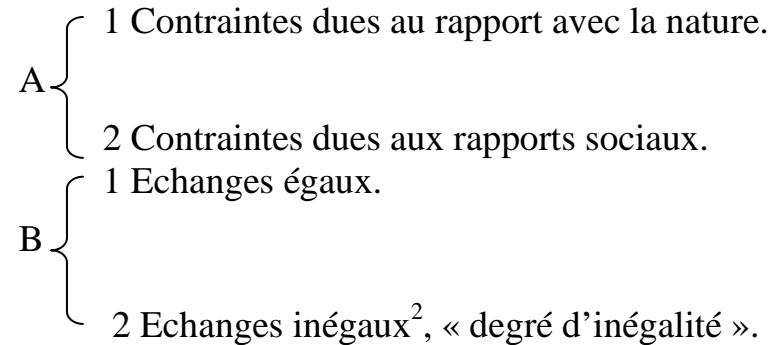 1 Contraintes dues au rapport avec la nature.
A
2 Contraintes dues aux rapports sociaux.
1 Echanges égaux.
B
2 Echanges inégaux², « degré d’inégalité ».